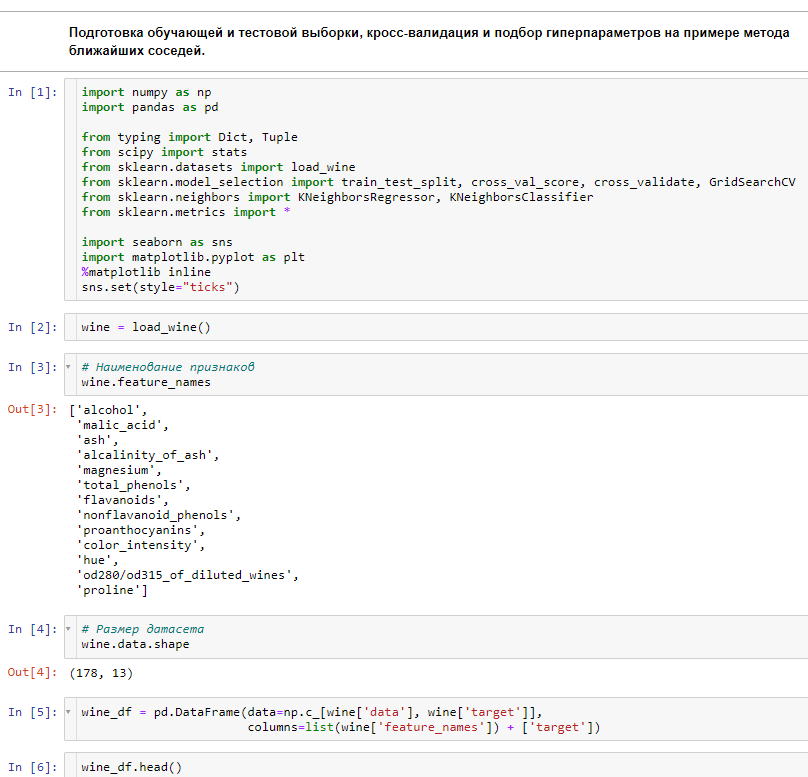 Подготовка обучающей и тестовой выборки, кросс-валидация и подбор гиперпараметров на примере метода
ближайших соседей.
In [1]: import numpy as np
import pandas as pd
from typing import Dict, Tuple
from scipy import stats
from sklearn.datasets import load_wine
from sklearn.model_selection import train_test_split, cross_val_score, cross_validate, GridSearchCV
from sklearn.neighbors import KNeighborsRegressor, KNeighborsClassifier
from sklearn.metrics import *
import seaborn as sns
import matplotlib.pyplot as plt
%matplotlib inline
sns.set(style="ticks")
In [2]: wine = load_wine()
In [3]: # Наименование признаков
wine.feature_names
Out[3]: ['alcohol',
'malic_acid',
'ash',
'alcalinity_of_ash',
'magnesium',
'total_phenols',
'flavanoids',
'nonflavanoid_phenols',
'proanthocyanins',
'color_intensity',
'hue',
'od280/od315_of_diluted_wines',
'proline']
In [4]: # Размер датасета
wine.data.shape
Out[4]: (178, 13)
In [5]: wine_df = pd.DataFrame(data=np.c_[wine['data'], wine['target']],
columns=list(wine['feature_names']) + ['target'])
In [6]: wine_df.head()